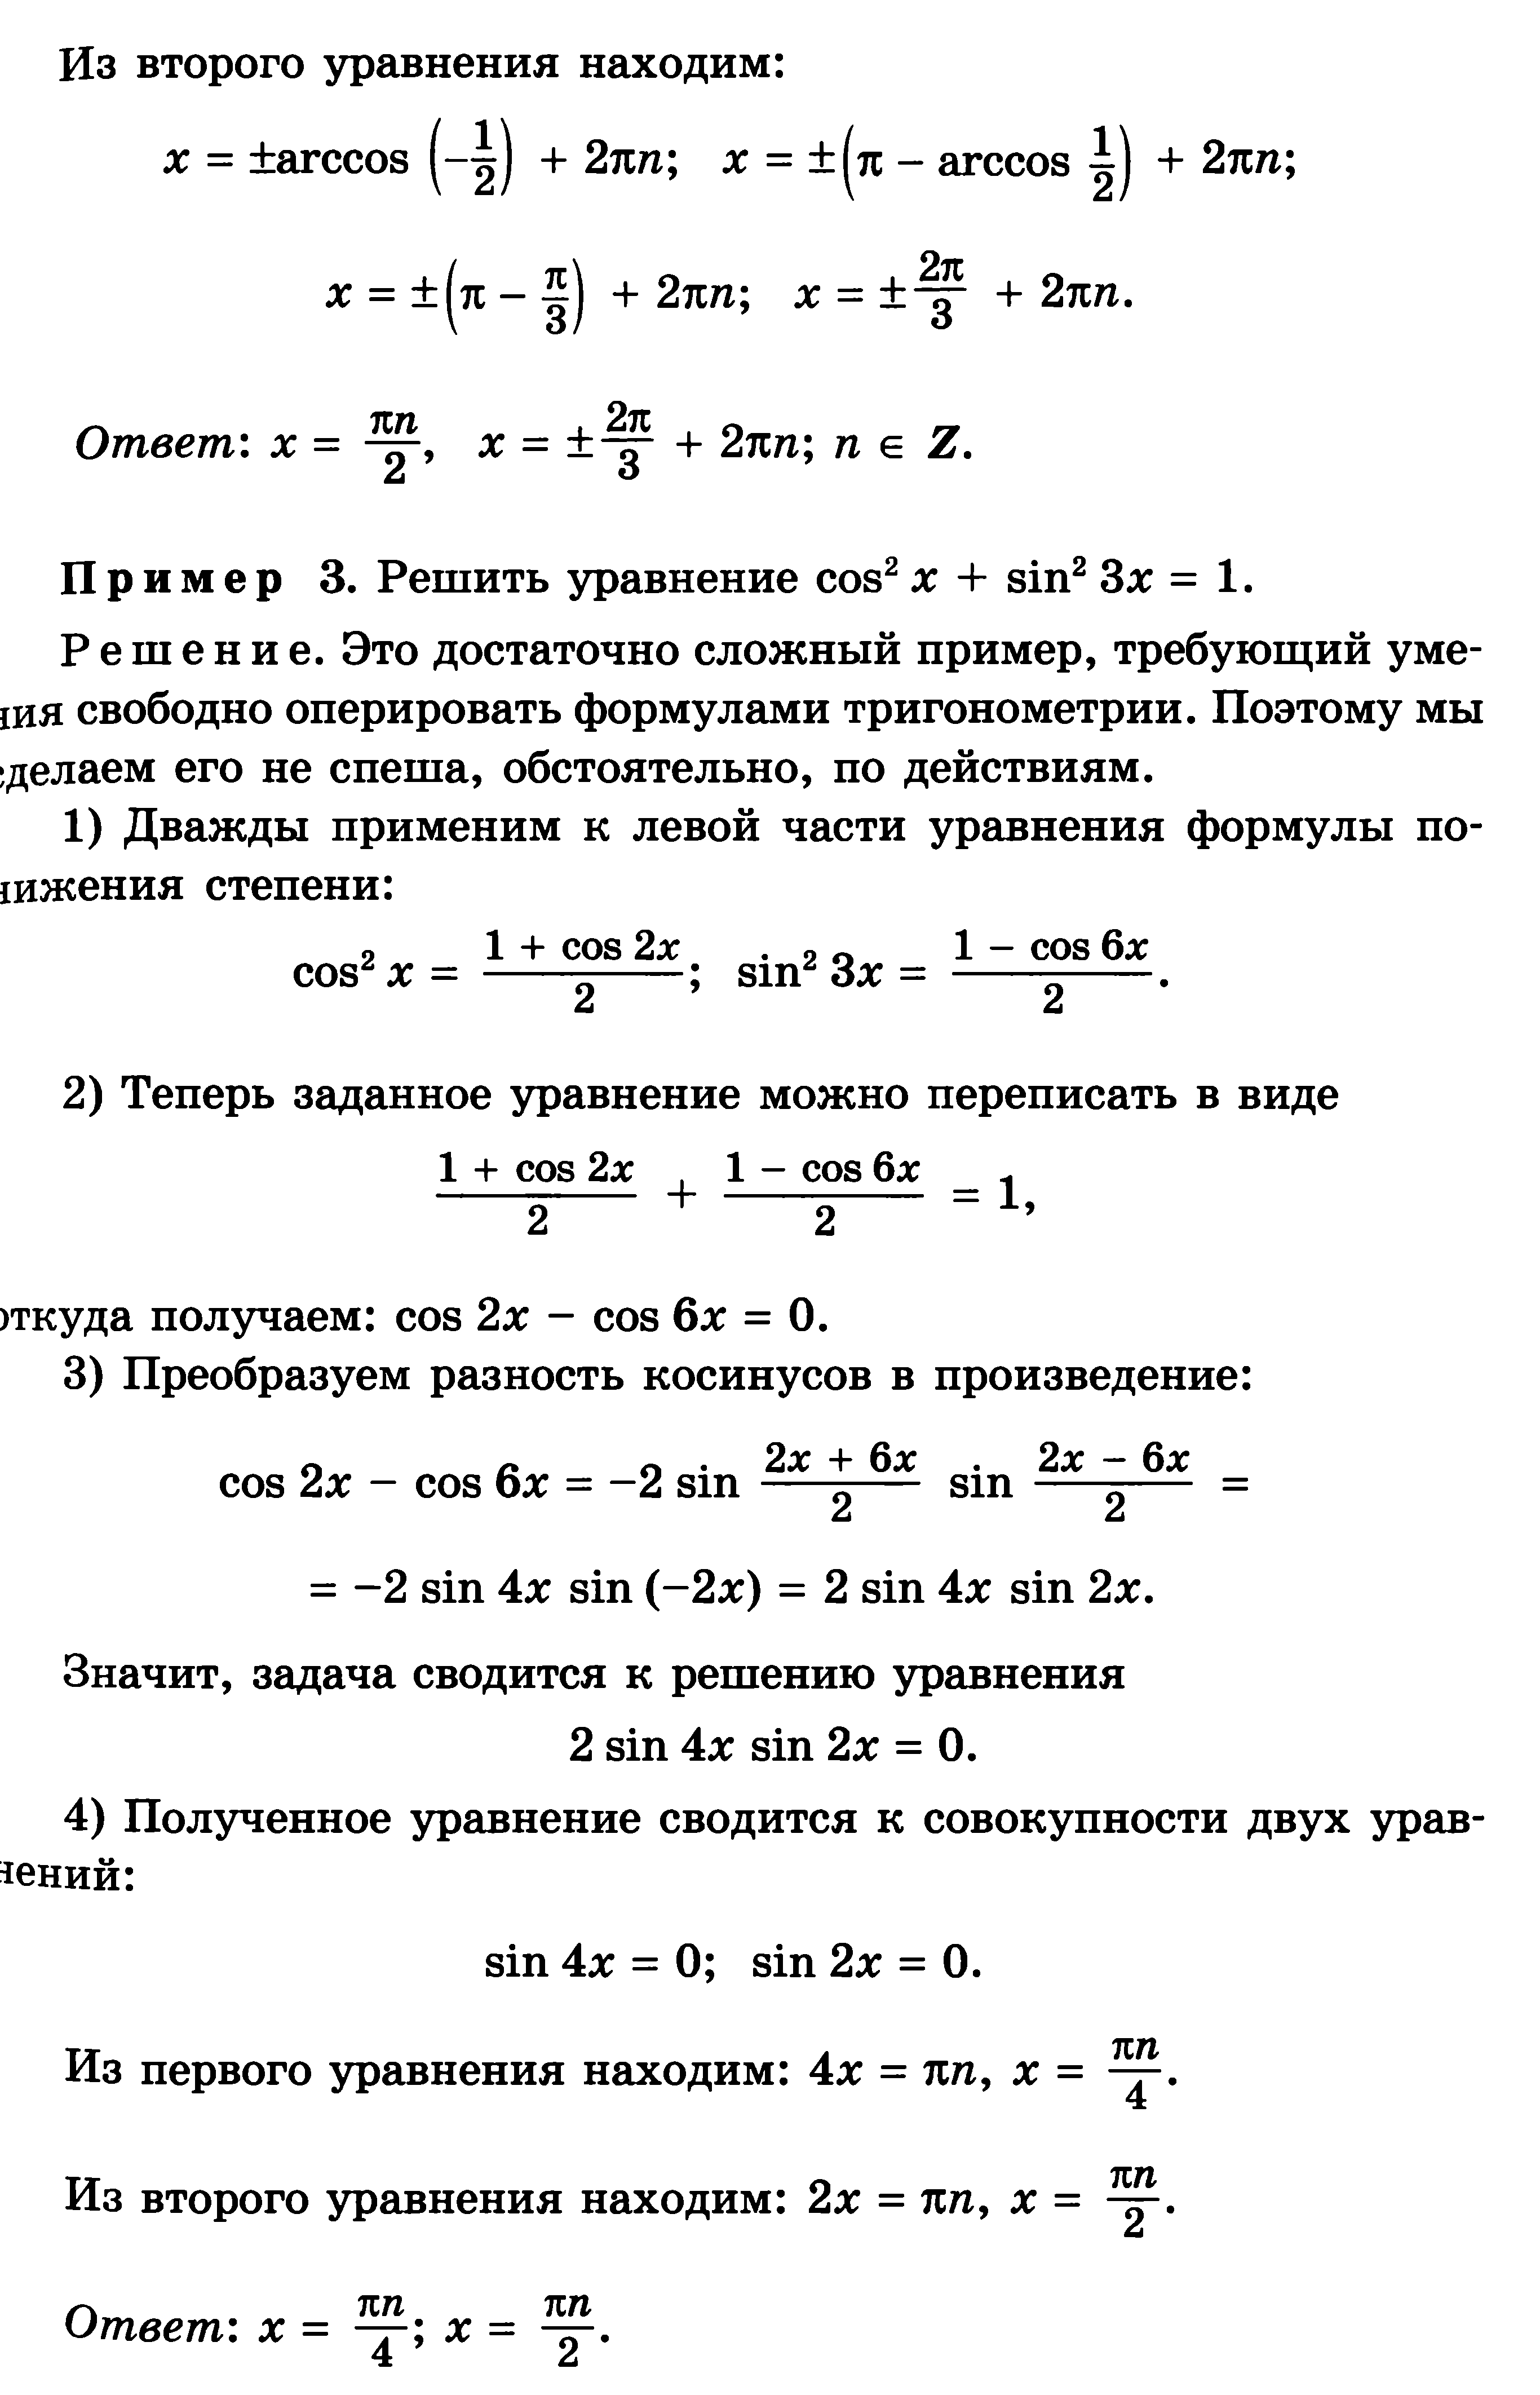 Из второго уравнения находим:
x = ±arccos (−1/2) + 2πn; x = ±(π − arccos 1/2) + 2πn;
x = ±(π − π/3) + 2πn; x = ±2π/3 + 2πn.
Ответ: x = πn/2, x = ±2π/3 + 2πn; n ∈ Z.
Пример 3. Решить уравнение cos² x + sin² 3x = 1.
Решение. Это достаточно сложный пример, требующий уме-
ния свободно оперировать формулами тригонометрии. Поэтому мы
сделаем его не спеша, обстоятельно, по действиям.
1) Дважды применим к левой части уравнения формулы по-
нижения степени:
cos² x = (1 + cos 2x)/2; sin² 3x = (1 − cos 6x)/2.
2) Теперь заданное уравнение можно переписать в виде
(1 + cos 2x)/2 + (1 − cos 6x)/2 = 1,
откуда получаем: cos 2x − cos 6x = 0.
3) Преобразуем разность косинусов в произведение:
cos 2x − cos 6x = −2 sin (2x + 6x)/2 sin (2x − 6x)/2 =
= −2 sin 4x sin (−2x) = 2 sin 4x sin 2x.
Значит, задача сводится к решению уравнения
2 sin 4x sin 2x = 0.
4) Полученное уравнение сводится к совокупности двух урав-
нений:
sin 4x = 0; sin 2x = 0.
Из первого уравнения находим: 4x = πn, x = πn/4.
Из второго уравнения находим: 2x = πn, x = πn/2.
Ответ: x = πn/4; x = πn/2.